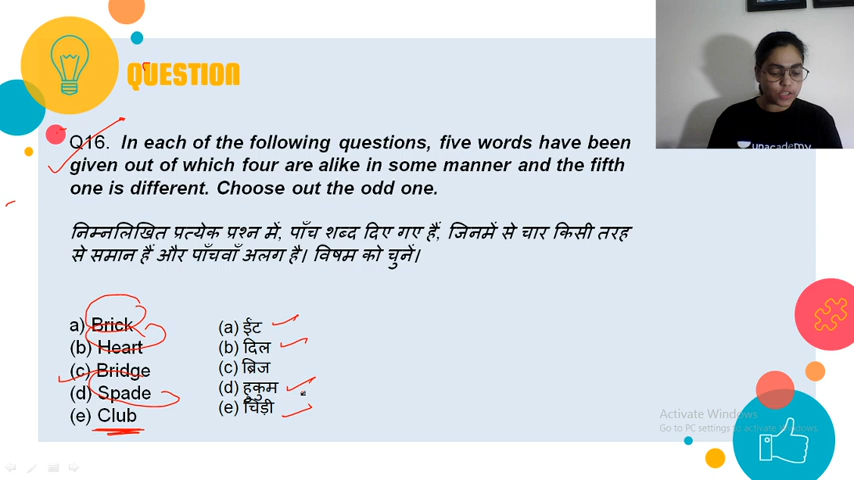 QUESTION
Q16. In each of the following questions, five words have been
given out of which four are alike in some manner and the fifth
one is different. Choose out the odd one.
निम्नलिखित प्रत्येक प्रश्न में, पाँच शब्द दिए गए हैं, जिनमें से चार किसी तरह
से समान हैं और पाँचवाँ अलग है। विषम को चुनें।
a) Brick
(b) Heart
(c) Bridge
(d) Spade
(e) Club
(a) ईंट
(b) दिल
(c) ब्रिज
(d) हुकुम
(e) चिड़ी
unacademy
Activate Windows
Go to PC settings to activate Windows.